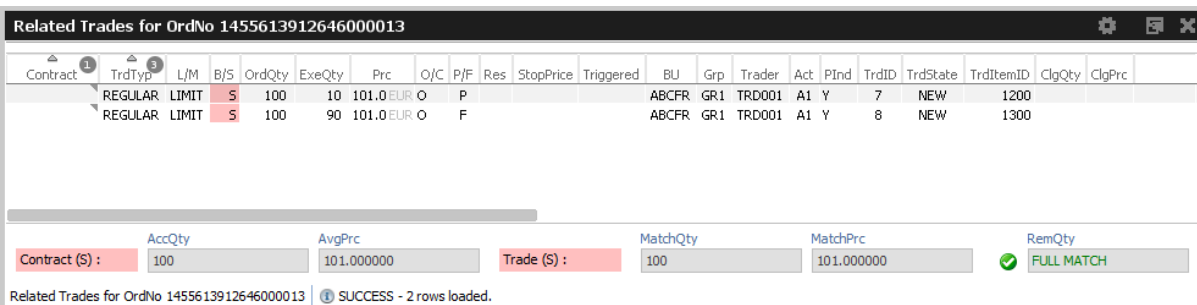 Related Trades for OrdNo 1455613912646000013
Contract 1 TrdTyp 3 L/M B/S OrdQty ExeQty Prc O/C P/F Res StopPrice Triggered BU Grp Trader Act PInd TrdID TrdState TrdItemID ClgQty ClgPrc
REGULAR LIMIT S 100 10 101.0 EUR O P ABCFR GR1 TRD001 A1 Y 7 NEW 1200
REGULAR LIMIT S 100 90 101.0 EUR O F ABCFR GR1 TRD001 A1 Y 8 NEW 1300
AccQty AvgPrc MatchQty MatchPrc RemQty
Contract (S) : 100 101.000000 Trade (S) : 100 101.000000 FULL MATCH
Related Trades for OrdNo 1455613912646000013 SUCCESS - 2 rows loaded.